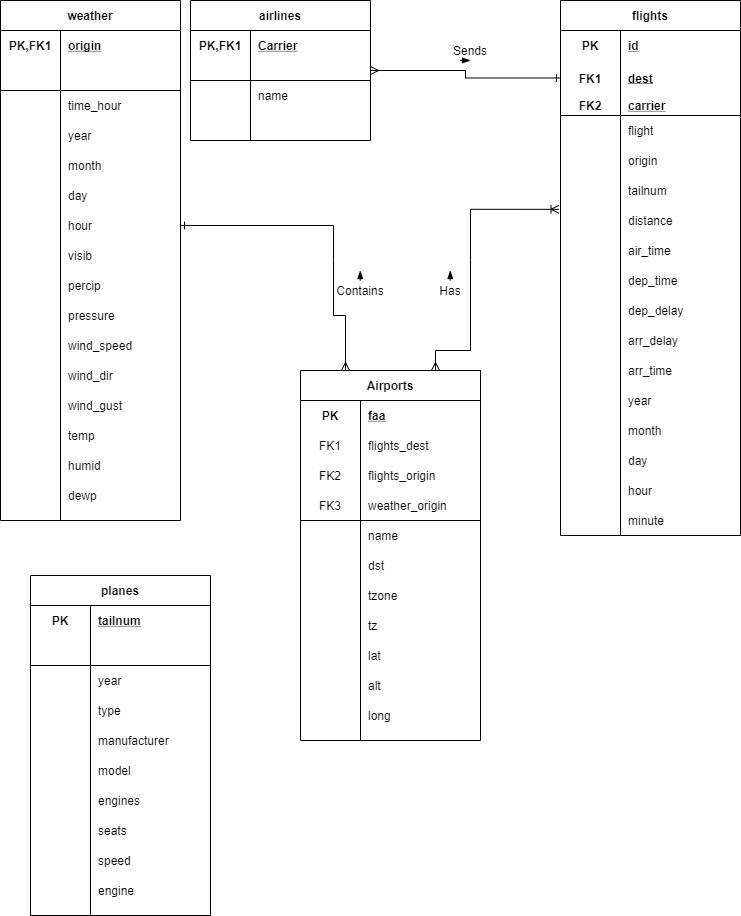 weather
PK,FK1 origin
time_hour
year
month
day
hour
visib
percip
pressure
wind_speed
wind_dir
wind_gust
temp
humid
dewp
airlines
PK,FK1 Carrier
name
Sends
flights
PK id
FK1 dest
FK2 carrier
flight
origin
tailnum
distance
air_time
dep_time
dep_delay
arr_delay
arr_time
year
month
day
hour
minute
Contains
Has
Airports
PK faa
FK1 flights_dest
FK2 flights_origin
FK3 weather_origin
name
dst
tzone
tz
lat
alt
long
planes
PK tailnum
year
type
manufacturer
model
engines
seats
speed
engine